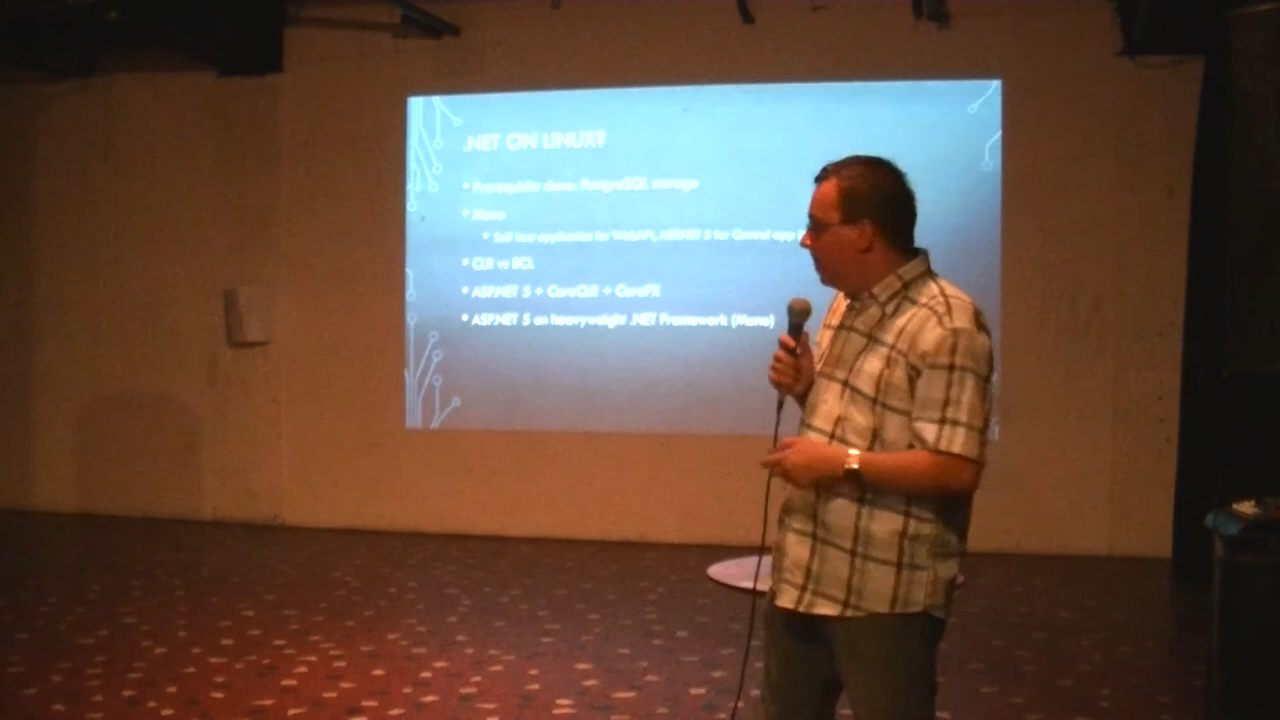 .NET ON LINUX?
• Prerequisite done: PostgreSQL storage
• Mono
• Self host application for WebAPI, ASP.NET 5 for Central app
• CLR vs BCL
• ASP.NET 5 + CoreCLR + CoreFX
• ASP.NET 5 on heavyweight .NET Framework (Mono)